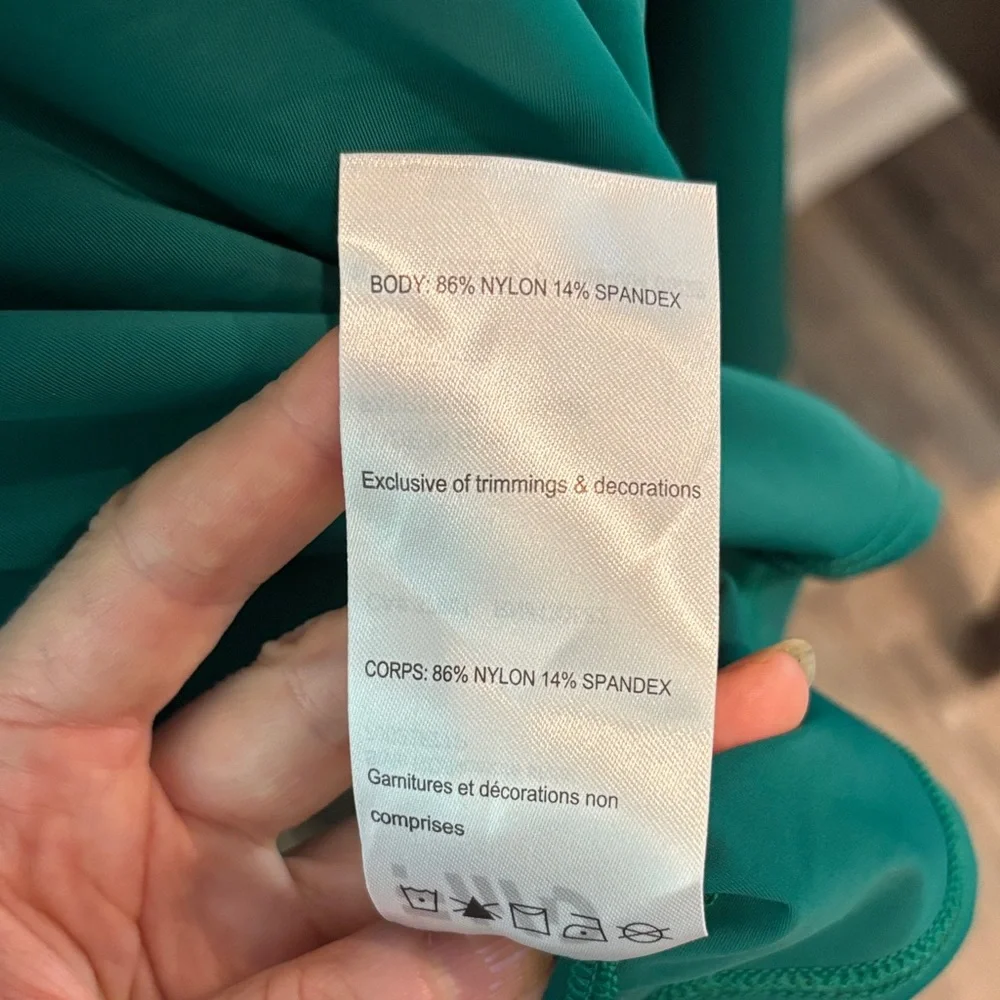 BODY: 86% NYLON 14% SPANDEX
Exclusive of trimmings & decorations
CORPS: 86% NYLON 14% SPANDEX
Garnitures et décorations non
comprises